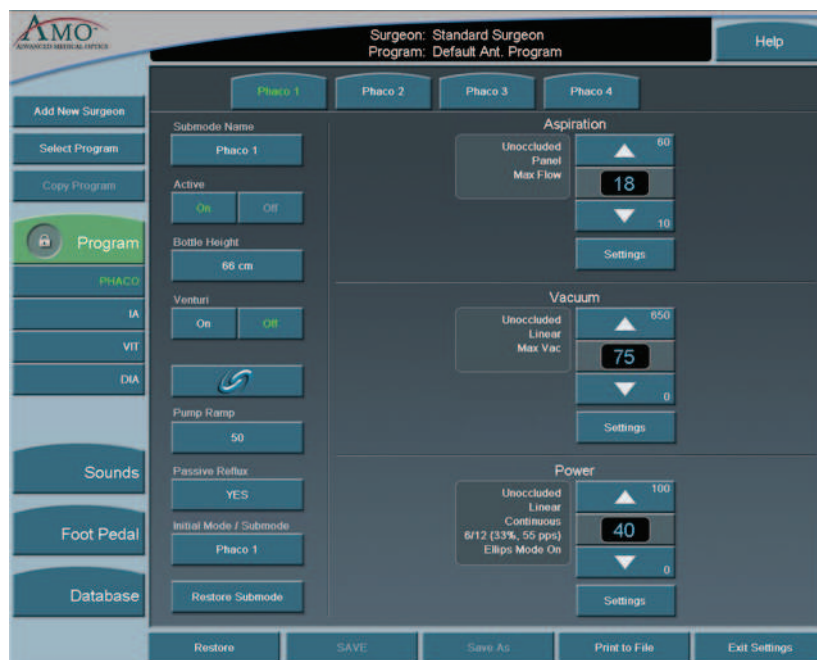 AMO
ADVANCED MEDICAL OPTICS
Surgeon: Standard Surgeon
Program: Default Ant. Program
Help
Add New Surgeon
Select Program
Copy Program
Program
PHACO
IA
VIT
DIA
Sounds
Foot Pedal
Database
Phaco 1
Phaco 2
Phaco 3
Phaco 4
Submode Name
Phaco 1
Active
On
Off
Bottle Height
66 cm
Venturi
On
Off
Pump Ramp
50
Passive Reflux
YES
Initial Mode / Submode
Phaco 1
Restore Submode
Aspiration
Unoccluded
Panel
Max Flow
60
18
10
Settings
Vacuum
Unoccluded
Linear
Max Vac
650
75
0
Settings
Power
Unoccluded
Linear
Continuous
6/12 (33%, 55 pps)
Ellips Mode On
100
40
0
Settings
Restore
SAVE
Save As
Print to File
Exit Settings